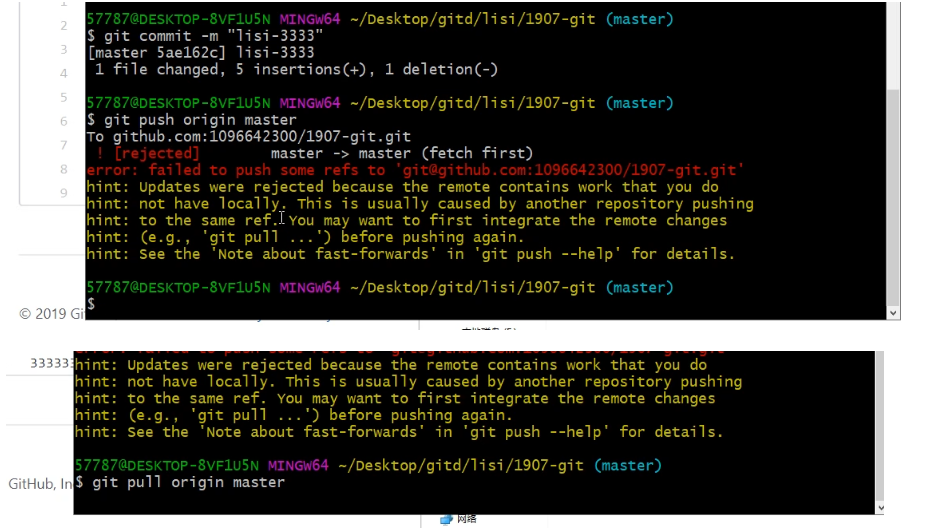 2
3
4
5
6
7
8
9
57787@DESKTOP-8VF1U5N MINGW64 ~/Desktop/gitd/lisi/1907-git (master)
$ git commit -m "lisi-3333"
[master 5ae162c] lisi-3333
1 file changed, 5 insertions(+), 1 deletion(-)
57787@DESKTOP-8VF1U5N MINGW64 ~/Desktop/gitd/lisi/1907-git (master)
$ git push origin master
To github.com:1096642300/1907-git.git
! [rejected] master -> master (fetch first)
error: failed to push some refs to 'git@github.com:1096642300/1907-git.git'
hint: Updates were rejected because the remote contains work that you do
hint: not have locally. This is usually caused by another repository pushing
hint: to the same ref. You may want to first integrate the remote changes
hint: (e.g., 'git pull ...') before pushing again.
hint: See the 'Note about fast-forwards' in 'git push --help' for details.
57787@DESKTOP-8VF1U5N MINGW64 ~/Desktop/gitd/lisi/1907-git (master)
$
© 2019 Gi
33333
hint: Updates were rejected because the remote contains work that you do
hint: not have locally. This is usually caused by another repository pushing
hint: to the same ref. You may want to first integrate the remote changes
hint: (e.g., 'git pull ...') before pushing again.
hint: See the 'Note about fast-forwards' in 'git push --help' for details.
57787@DESKTOP-8VF1U5N MINGW64 ~/Desktop/gitd/lisi/1907-git (master)
GitHub, In
$ git pull origin master
网络